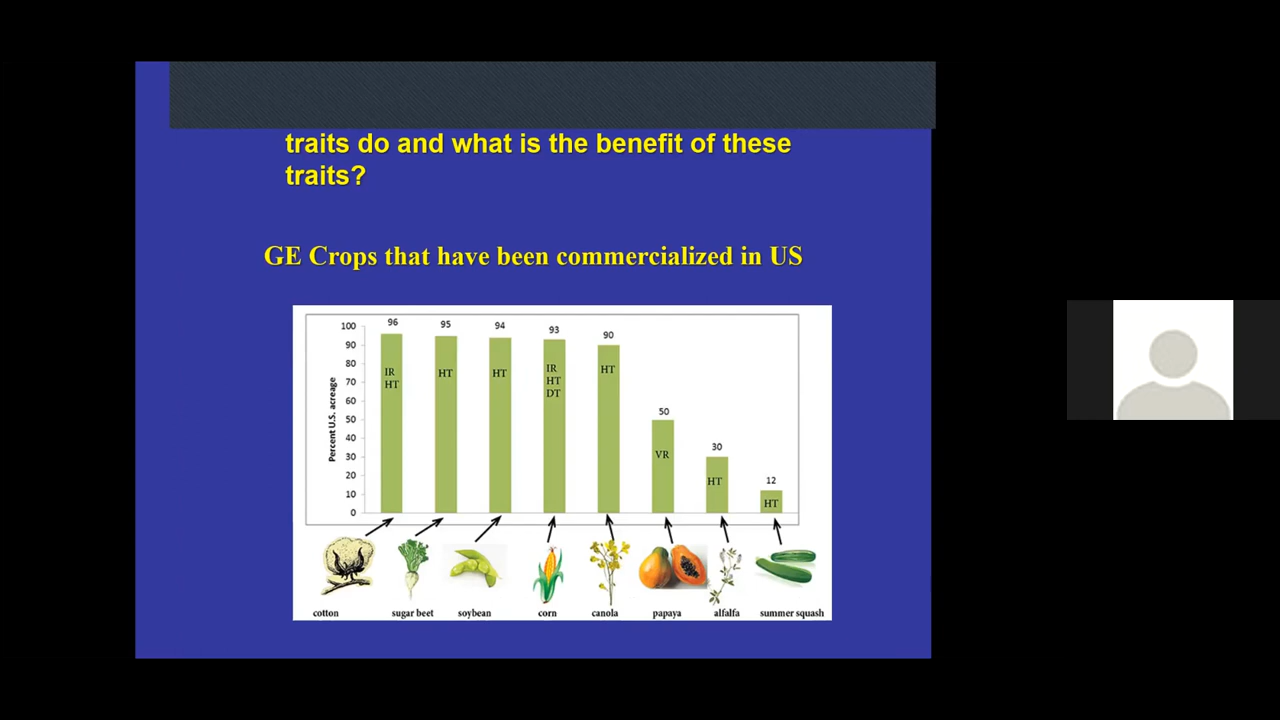 traits do and what is the benefit of these
traits?
GE Crops that have been commercialized in US
Percent U.S. acreage
100
90
80
70
60
50
40
30
20
10
0
96
95
94
93
90
50
30
12
IR
HT
HT
HT
IR
HT
DT
HT
VR
HT
HT
cotton
sugar beet
soybean
corn
canola
papaya
alfalfa
summer squash